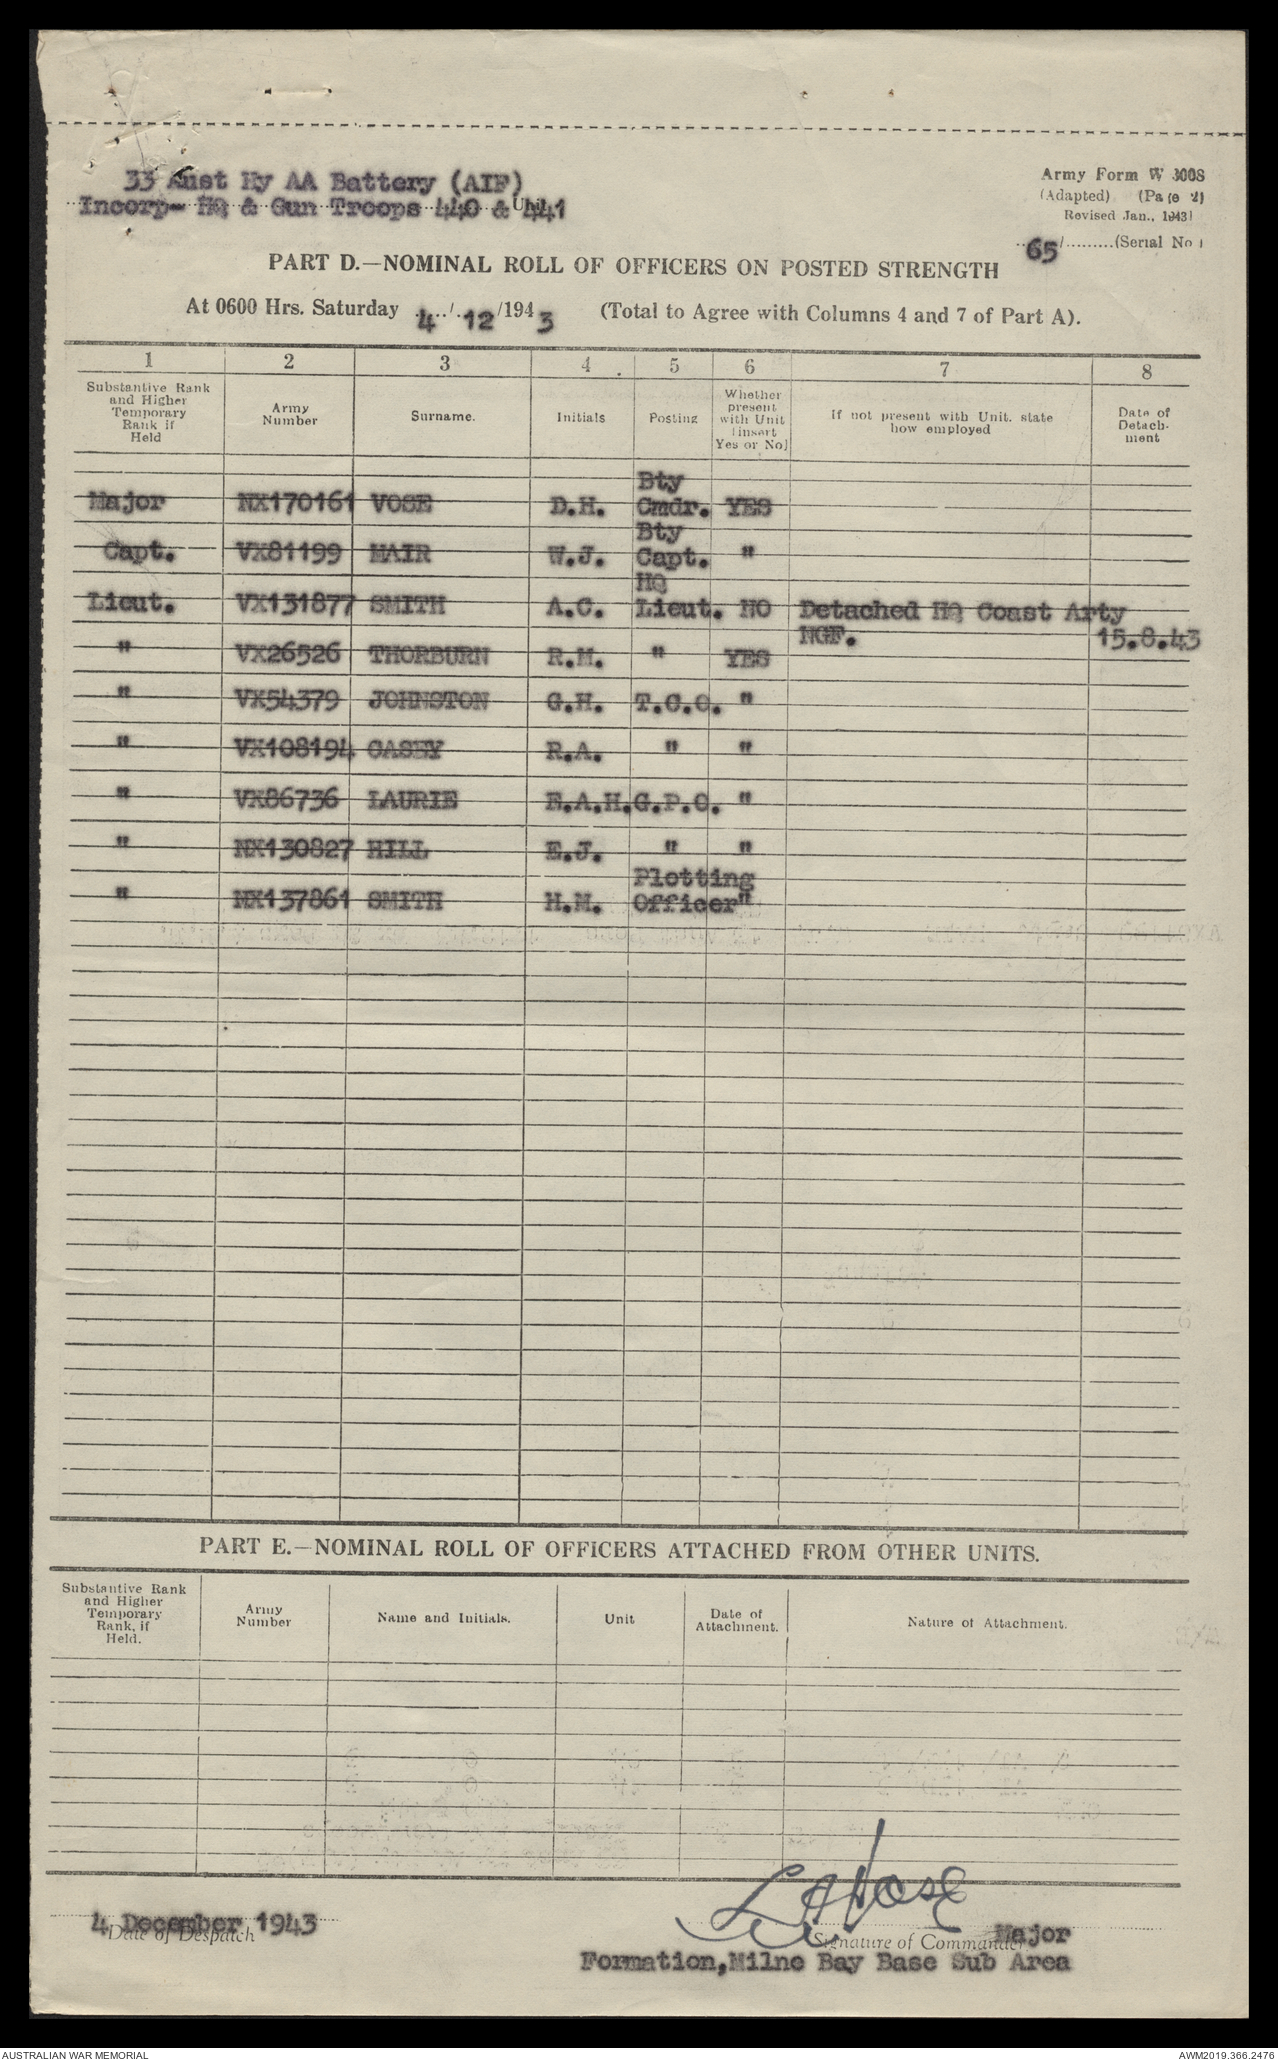 33 Aust Hy AA Battery (AIF)
Incorp- HQ & Gun Troops 440 & 441
Unit
Army Form W 3008
(Adapted) (Page 2)
Revised Jan., 1943)
65/.........(Serial No.)
PART D.—NOMINAL ROLL OF OFFICERS ON POSTED STRENGTH
At 0600 Hrs. Saturday 4/12/1943 (Total to Agree with Columns 4 and 7 of Part A).
1 2 3 4 5 6 7 8
Substantive Rank and Higher Temporary Rank if Held
Army Number
Surname.
Initials
Posting
Whether present with Unit (insert Yes or No)
If not present with Unit, state how employed
Date of Detachment
Major NX170161 VOSE D.H. Bty Cmdr. YES
Capt. VX81199 MAIR W.J. Bty Capt. "
Lieut. VX131877 SMITH A.C. HQ Lieut. NO Detached HQ Coast Arty NGF. 15.8.43
" VX26526 THORBURN R.M. " YES
" VX54379 JOHNSTON G.H. T.C.O. "
" VX108194 CASEY R.A. " "
" VX86736 LAURIE E.A.H. G.P.O. "
" NX130827 HILL E.J. " "
" NX137861 SMITH H.M. Plotting Officer "
PART E.—NOMINAL ROLL OF OFFICERS ATTACHED FROM OTHER UNITS.
Substantive Rank and Higher Temporary Rank, if Held.
Army Number
Name and Initials.
Unit
Date of Attachment.
Nature of Attachment.
4 December 1943
Date of Despatch
Vose
Major
Signature of Commander
Formation, Milne Bay Base Sub Area
AUSTRALIAN WAR MEMORIAL
AWM2019.366.2476